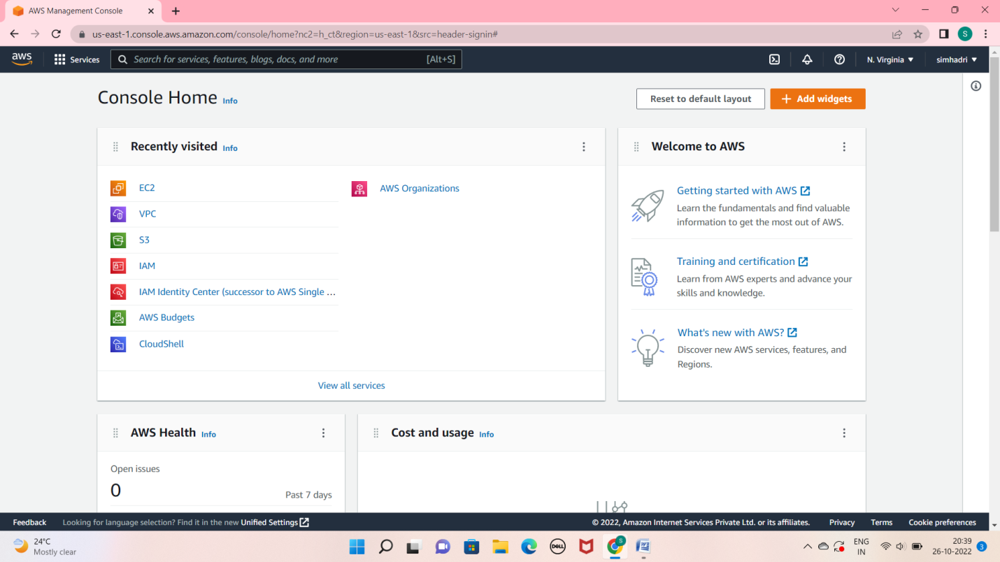 AWS Management Console
us-east-1.console.aws.amazon.com/console/home?nc2=h_ct&region=us-east-1&src=header-signin#
S
aws
Services
Search for services, features, blogs, docs, and more
[Alt+S]
N. Virginia
simhadri
Console Home Info
Reset to default layout
Add widgets
Recently visited Info
EC2
VPC
S3
IAM
IAM Identity Center (successor to AWS Single ...
AWS Budgets
CloudShell
AWS Organizations
View all services
Welcome to AWS
Getting started with AWS
Learn the fundamentals and find valuable
information to get the most out of AWS.
Training and certification
Learn from AWS experts and advance your
skills and knowledge.
What's new with AWS?
Discover new AWS services, features, and
Regions.
AWS Health Info
Open issues
0
Past 7 days
Cost and usage Info
Feedback
Looking for language selection? Find it in the new Unified Settings
© 2022, Amazon Internet Services Private Ltd. or its affiliates.
Privacy
Terms
Cookie preferences
24°C
Mostly clear
DELL
S
W
ENG
IN
20:39
26-10-2022
3